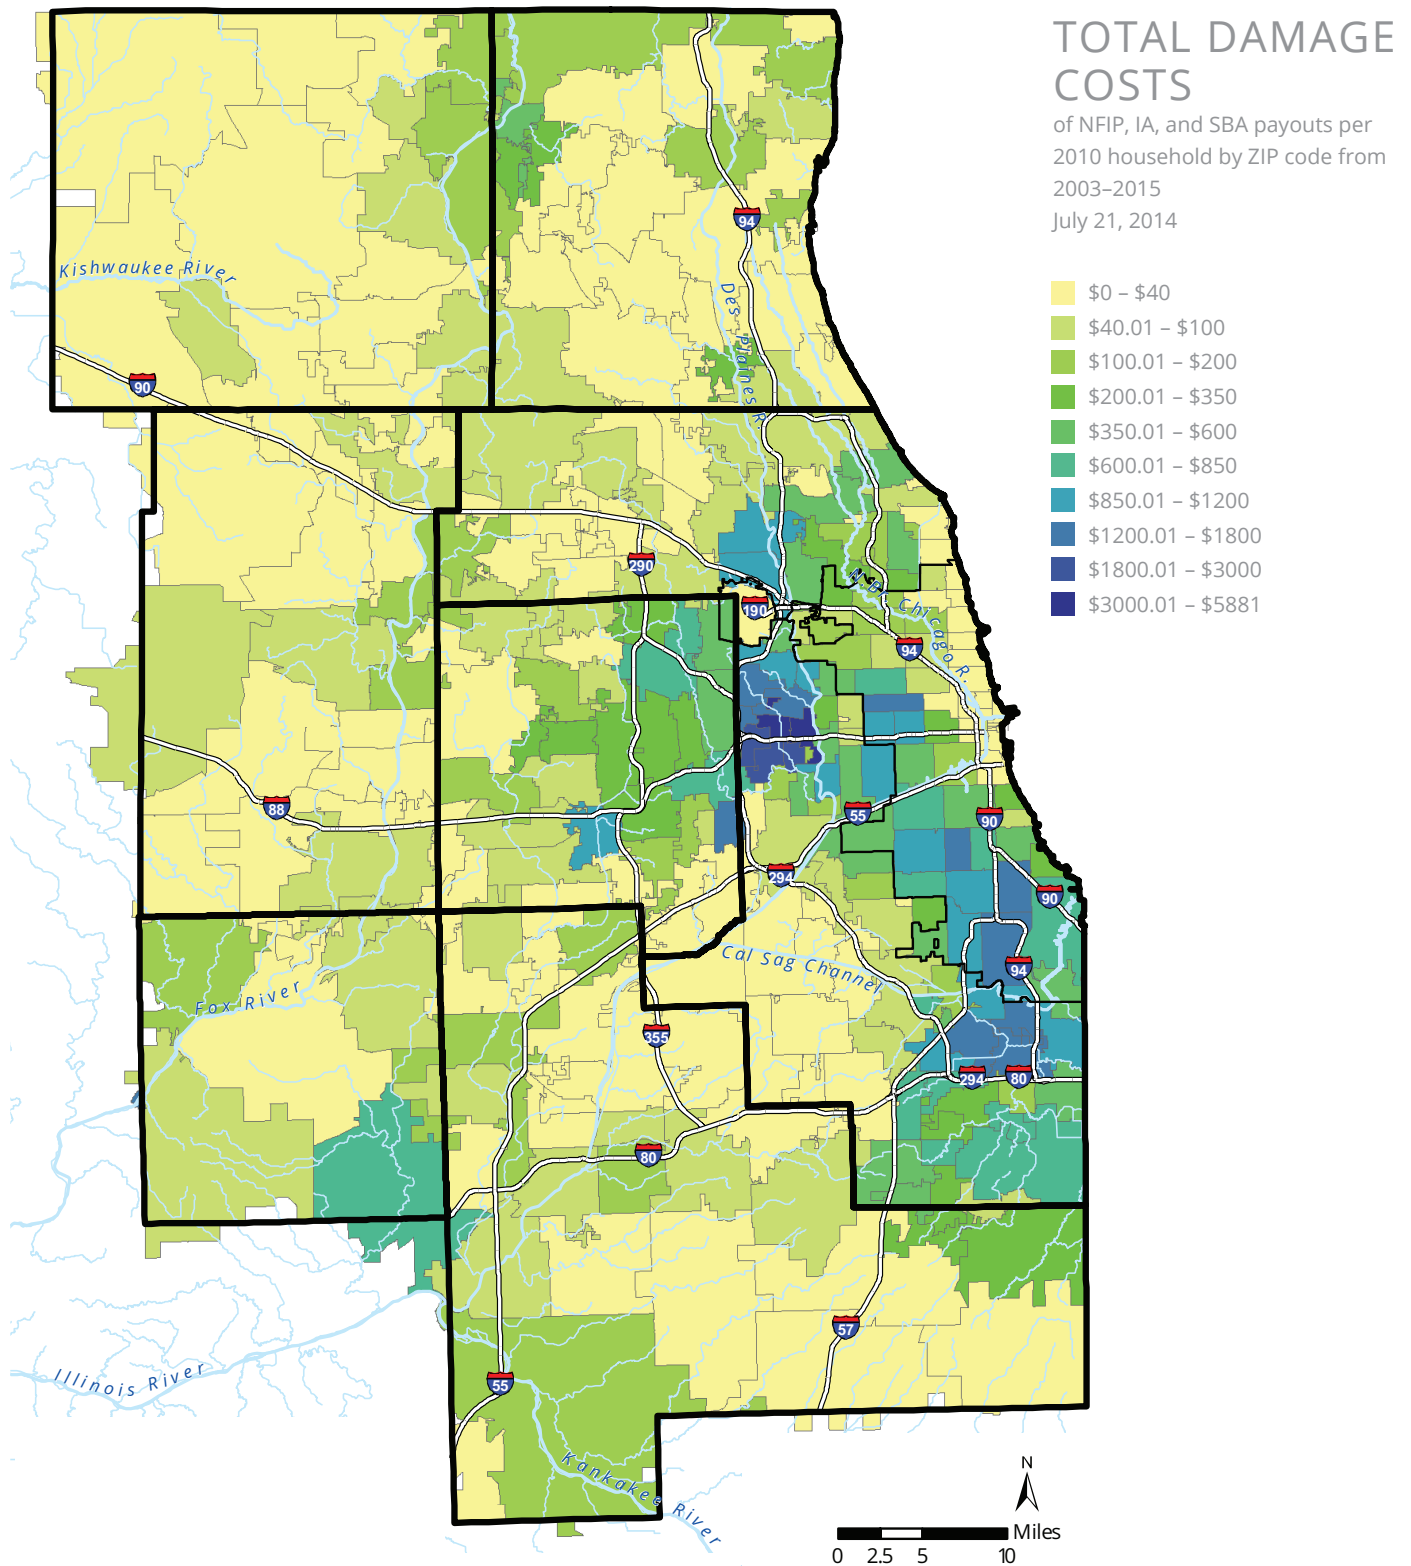 TOTAL DAMAGE
COSTS
of NFIP, IA, and SBA payouts per
2010 household by ZIP code from
2003–2015
July 21, 2014
$0 – $40
$40.01 – $100
$100.01 – $200
$200.01 – $350
$350.01 – $600
$600.01 – $850
$850.01 – $1200
$1200.01 – $1800
$1800.01 – $3000
$3000.01 – $5881
94
Kishwaukee River
Des Plaines R.
90
290
190
N. Br. Chicago R.
94
88
55
90
294
90
Cal Sag Channel
94
Fox River
355
294
80
80
57
Illinois River
55
Kankakee River
N
Miles
0 2.5 5 10